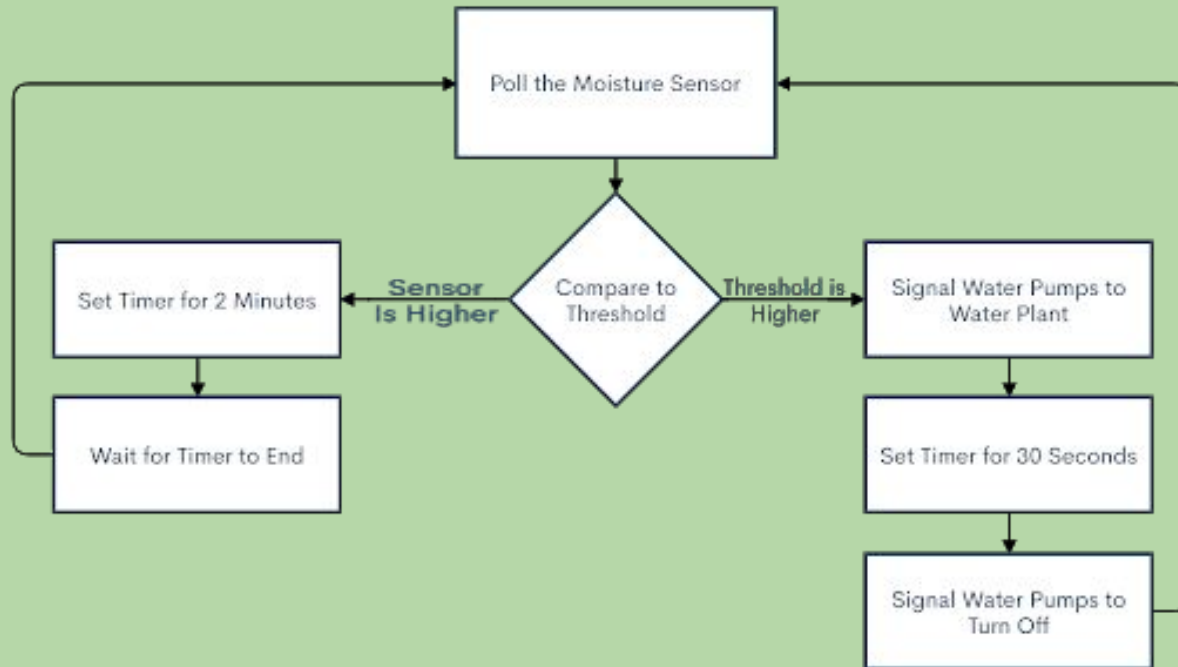 Poll the Moisture Sensor
Compare to
Threshold
Sensor
Is Higher
Threshold is
Higher
Set Timer for 2 Minutes
Wait for Timer to End
Signal Water Pumps to
Water Plant
Set Timer for 30 Seconds
Signal Water Pumps to
Turn Off